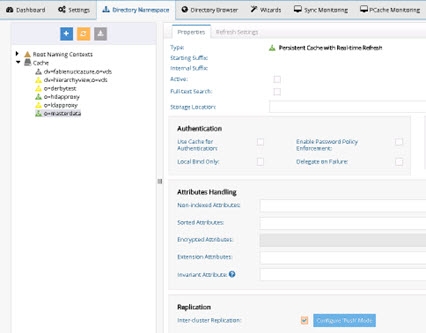 Dashboard
Settings
Directory Namespace
Directory Browser
Wizards
Sync Monitoring
PCache Monitoring
Root Naming Contexts
Cache
dv=hierarchyview,o=vds
o=derbytest
o=hdapproxy
o=ldapproxy
o=masterdata
Properties
Refresh Settings
Type:
Persistent Cache with Real-time Refresh
Starting Suffix:
Internal Suffix:
Active:
Full-text Search:
Storage Location:
Authentication
Use Cache for
Authentication:
Enable Password Policy
Enforcement:
Local Bind Only:
Delegate on Failure:
Attributes Handling
Non-indexed Attributes:
Sorted Attributes:
Encrypted Attributes:
Extension Attributes:
Invariant Attribute:
Replication
Inter-cluster Replication:
Configure "Push" Mode